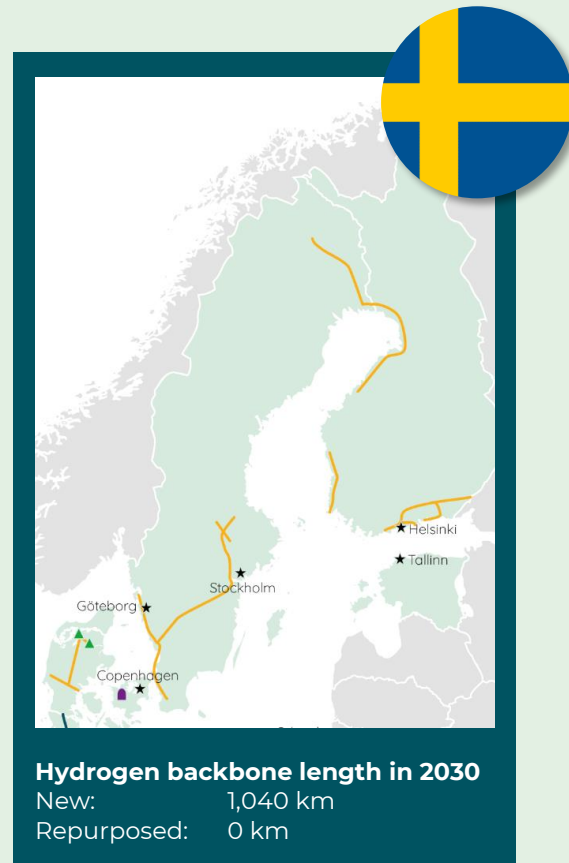 Helsinki
Tallinn
Stockholm
Göteborg
Copenhagen
Hydrogen backbone length in 2030
New: 1,040 km
Repurposed: 0 km